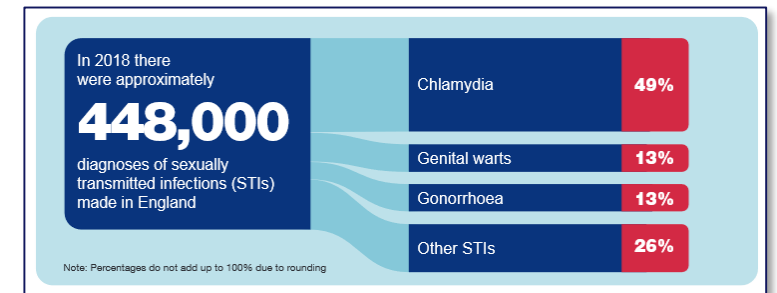 In 2018 there
were approximately
448,000
diagnoses of sexually
transmitted infections (STIs)
made in England
Chlamydia 49%
Genital warts 13%
Gonorrhoea 13%
Other STIs 26%
Note: Percentages do not add up to 100% due to rounding